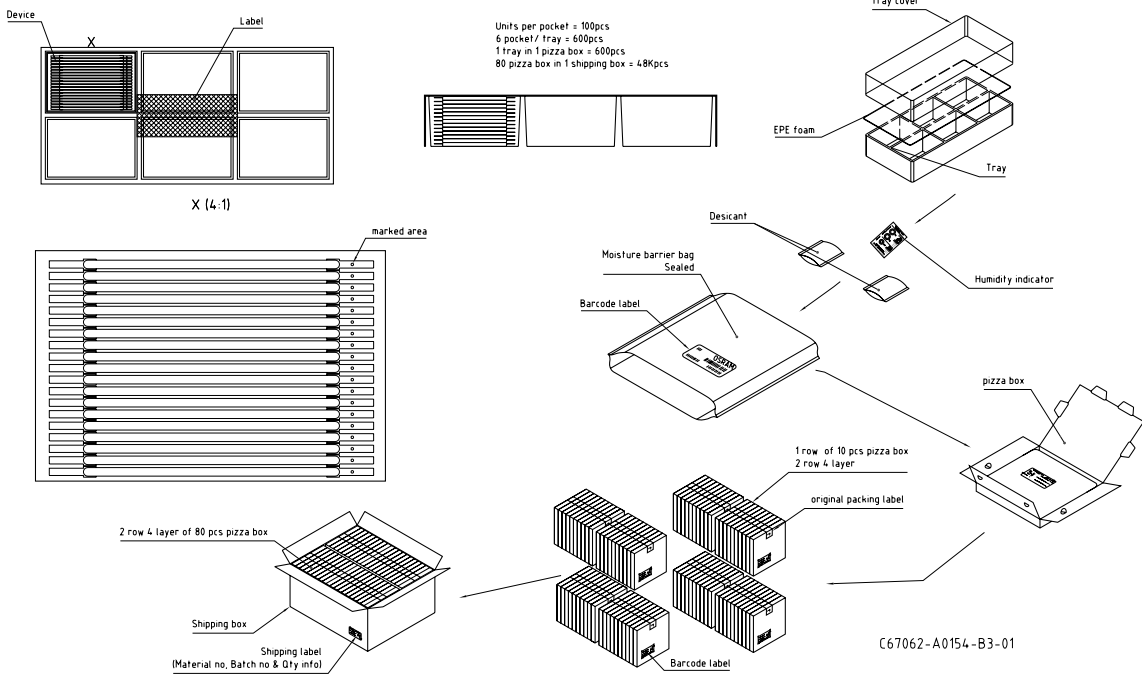 Device
Label
X
Units per pocket = 100pcs
6 pocket/ tray = 600pcs
1 tray in 1 pizza box = 600pcs
80 pizza box in 1 shipping box = 48Kpcs
Tray cover
EPE foam
Tray
X (4:1)
marked area
Desicant
Moisture barrier bag
Sealed
Humidity indicator
Barcode label
OSRAM
pizza box
1 row of 10 pcs pizza box
2 row 4 layer
original packing label
2 row 4 layer of 80 pcs pizza box
Shipping box
Shipping label
(Material no, Batch no & Qty info)
Barcode label
C67062-A0154-B3-01